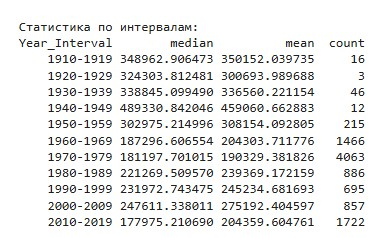 Статистика по интервалам:
Year_Interval median mean count
1910-1919 348962.906473 350152.039735 16
1920-1929 324303.812481 300693.989688 3
1930-1939 338845.099490 336560.221154 46
1940-1949 489330.842046 459060.662883 12
1950-1959 302975.214996 308154.092805 215
1960-1969 187296.606554 204303.711776 1466
1970-1979 181197.701015 190329.381826 4063
1980-1989 221269.509570 239369.172159 886
1990-1999 231972.743475 245234.681693 695
2000-2009 247611.338011 275192.404597 857
2010-2019 177975.210690 204359.604761 1722